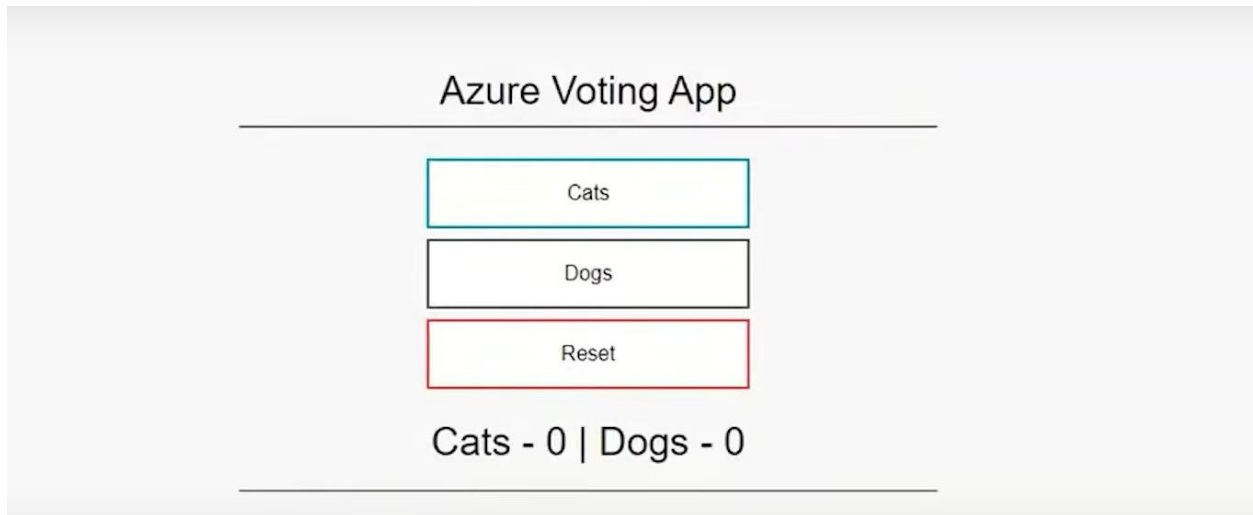 Azure Voting App
Cats
Dogs
Reset
Cats - 0 | Dogs - 0